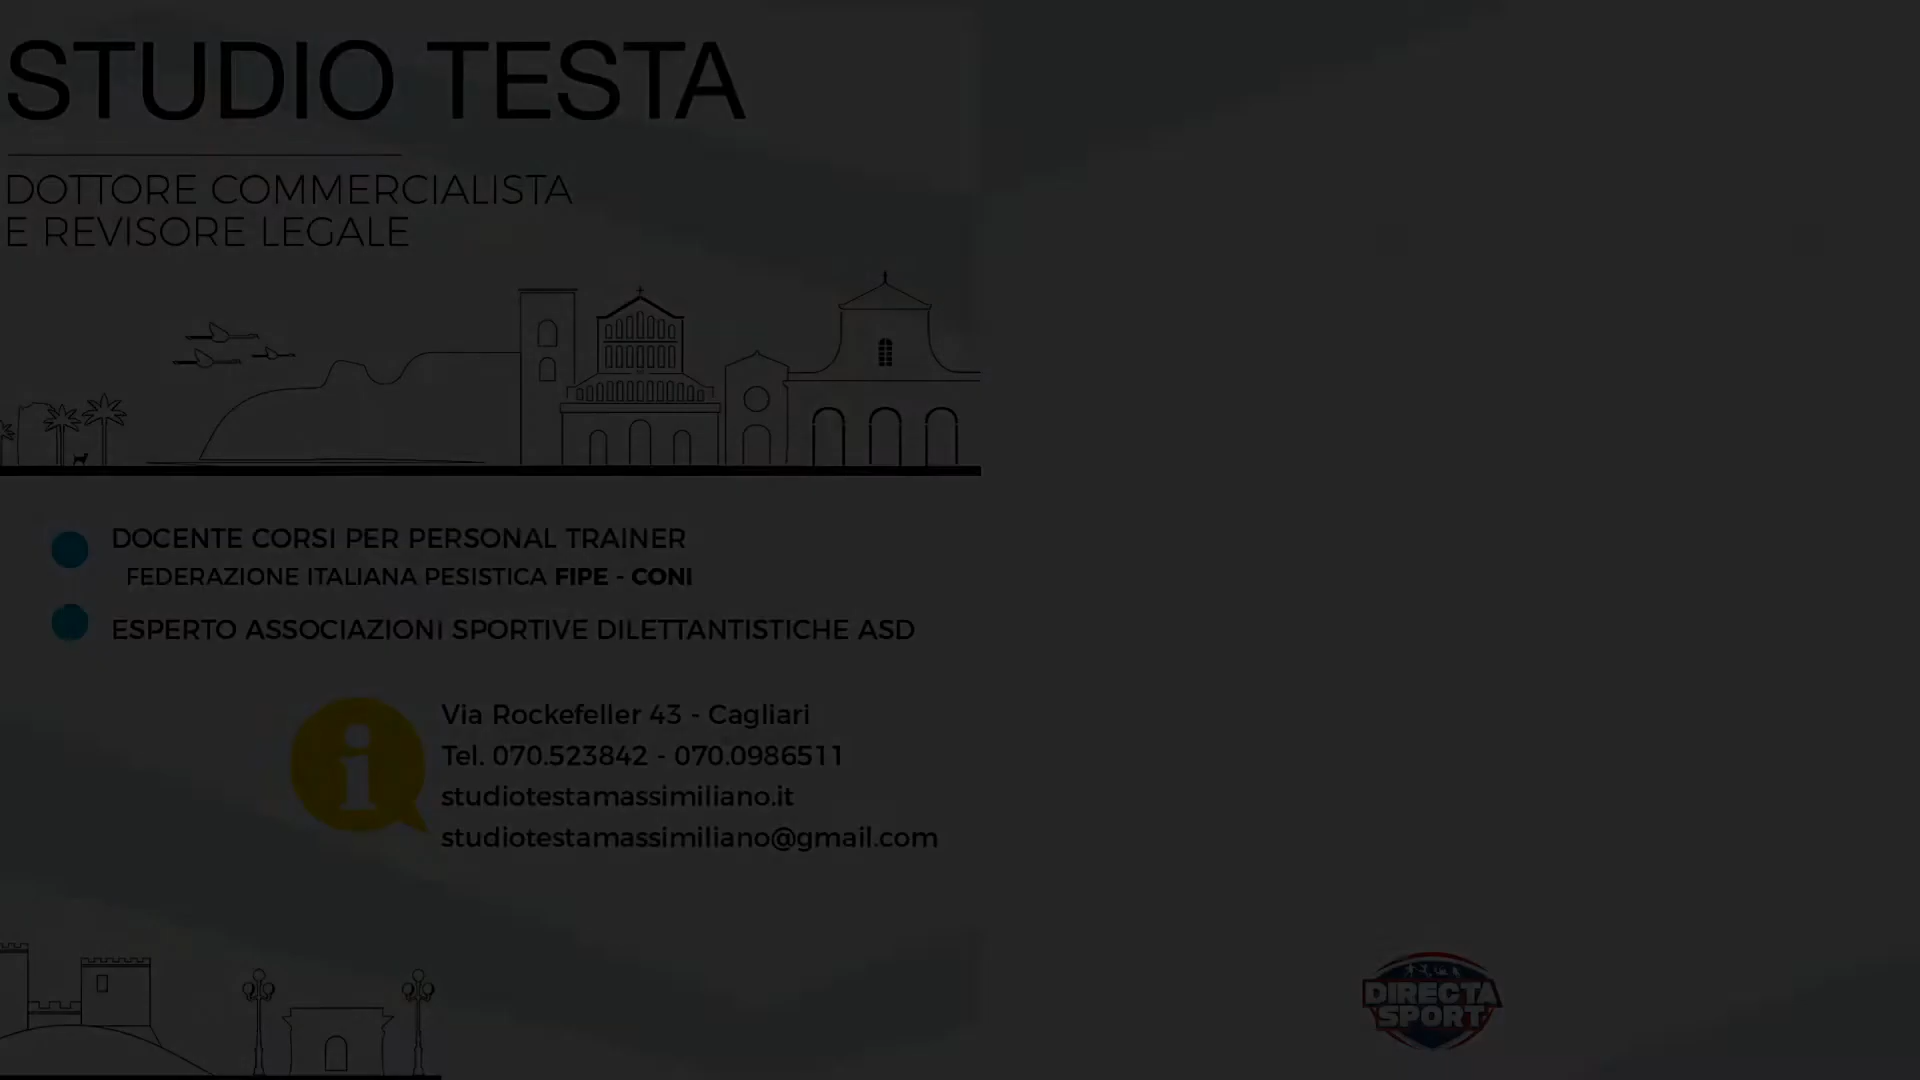 STUDIO TESTA
DOTTORE COMMERCIALISTA
E REVISORE LEGALE
DOCENTE CORSI PER PERSONAL TRAINER
FEDERAZIONE ITALIANA PESISTICA FIPE - CONI
ESPERTO ASSOCIAZIONI SPORTIVE DILETTANTISTICHE ASD
Via Rockefeller 43 - Cagliari
Tel. 070.523842 - 070.0986511
studiotestamassimiliano.it
studiotestamassimiliano@gmail.com
DIRECTA
SPORT